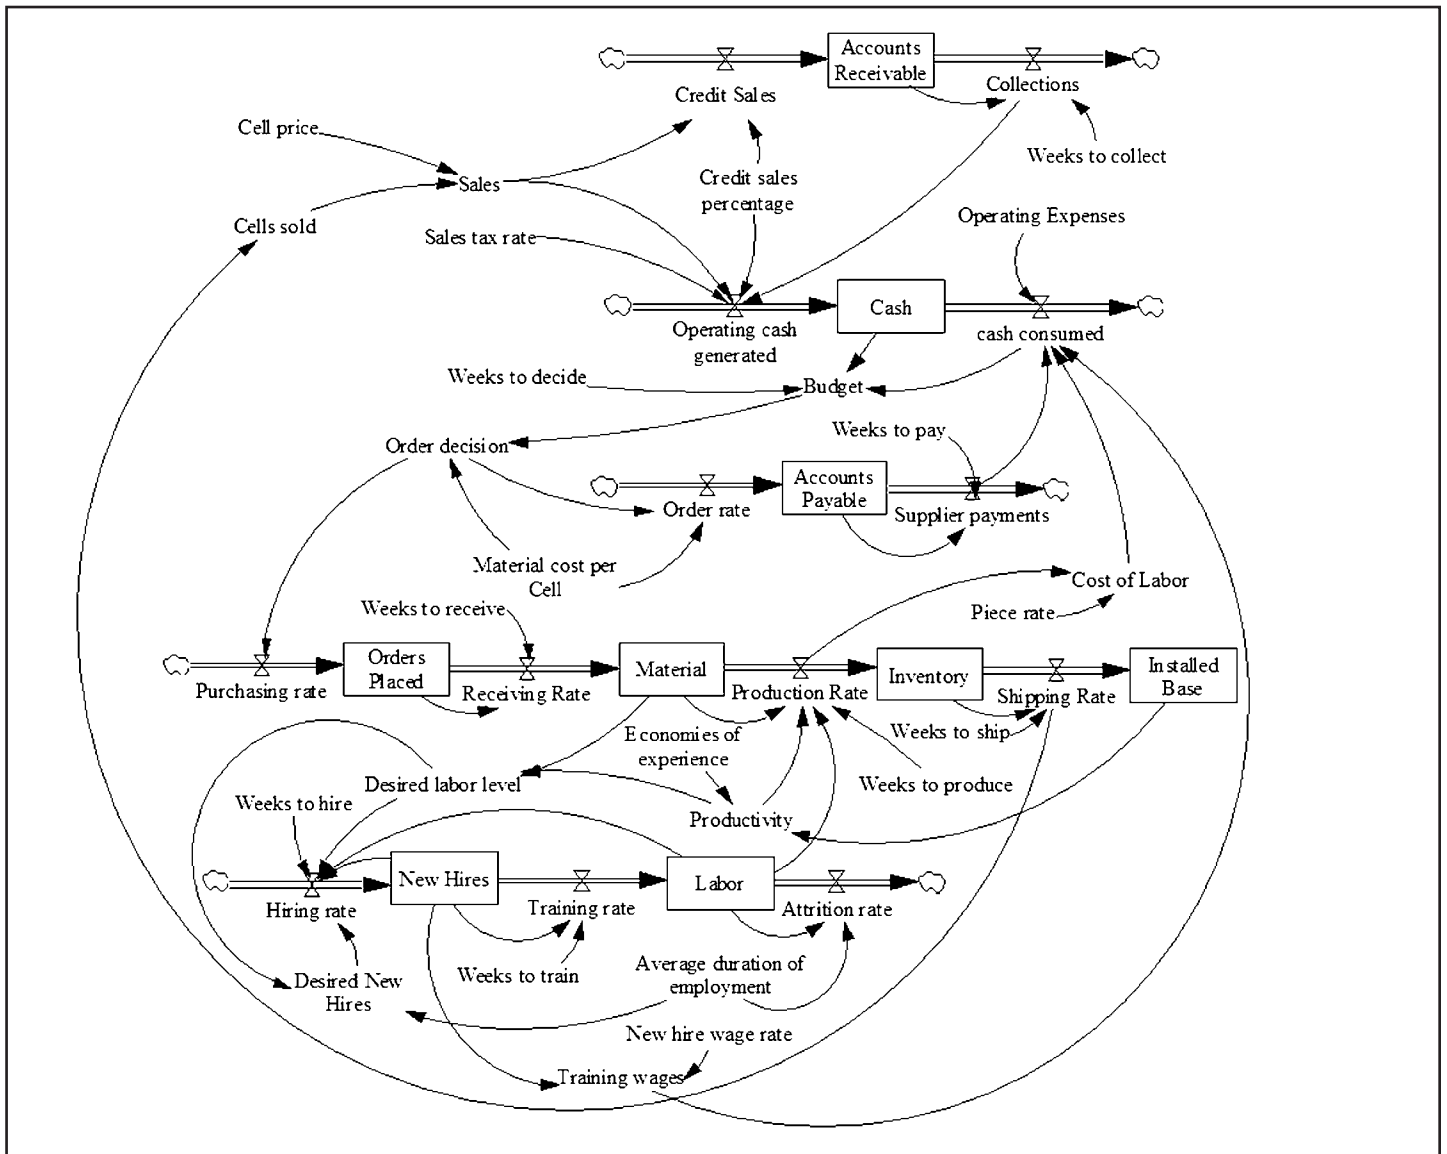 Accounts
Receivable
Credit Sales
Collections
Cell price
Weeks to collect
Sales
Credit sales
percentage
Cells sold
Operating Expenses
Sales tax rate
Cash
Operating cash
generated
cash consumed
Weeks to decide
Budget
Weeks to pay
Order decision
Accounts
Payable
Order rate
Supplier payments
Material cost per
Cell
Cost of Labor
Piece rate
Weeks to receive
Orders
Placed
Material
Inventory
Installed
Base
Purchasing rate
Receiving Rate
Production Rate
Shipping Rate
Economies of
experience
Weeks to ship
Desired labor level
Weeks to produce
Weeks to hire
Productivity
New Hires
Labor
Hiring rate
Training rate
Attrition rate
Weeks to train
Average duration of
employment
Desired New
Hires
New hire wage rate
Training wages